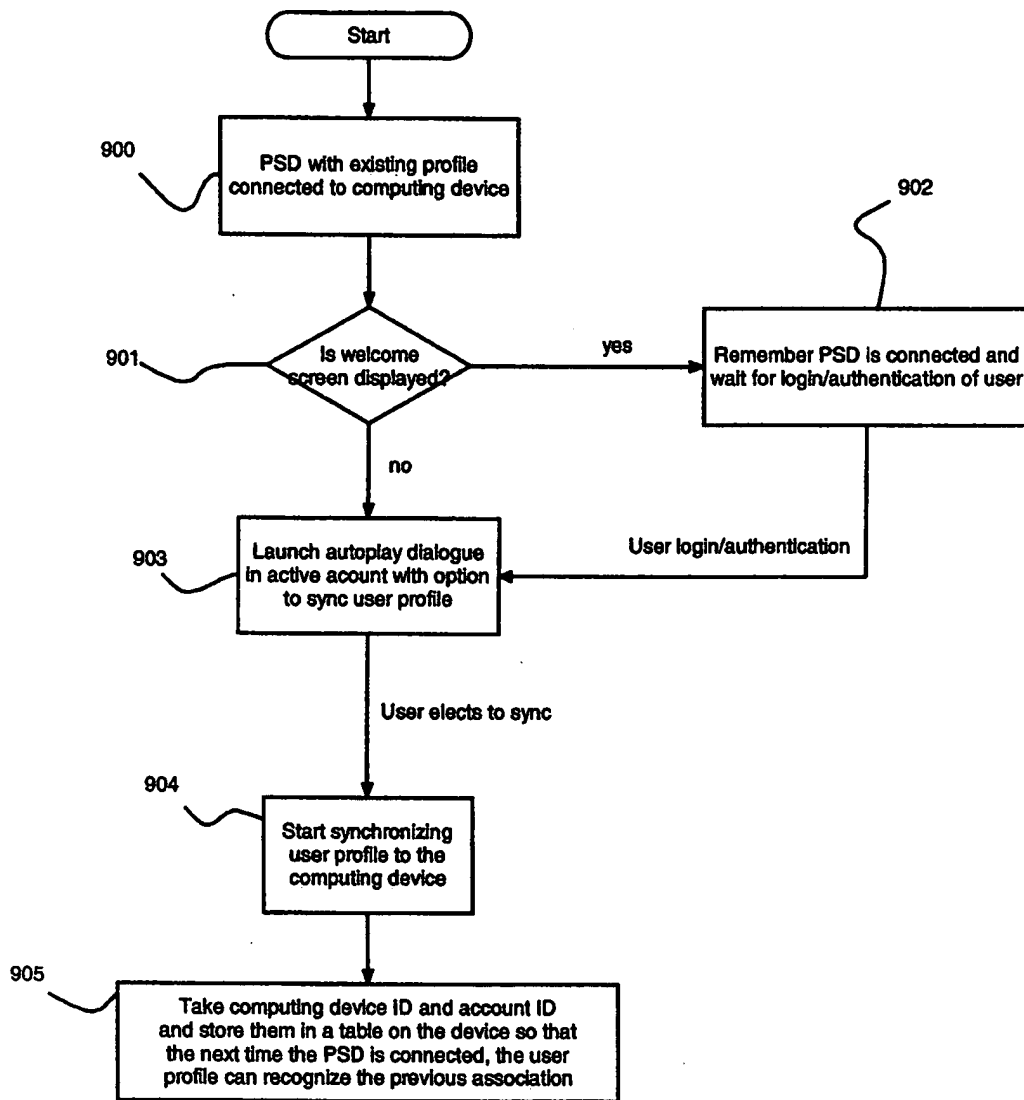 Start
900
PSD with existing profile
connected to computing device
902
901
Is welcome
screen displayed?
yes
Remember PSD is connected and
wait for login/authentication of user
no
903
Launch autoplay dialogue
in active acount with option
to sync user profile
User login/authentication
User elects to sync
904
Start synchronizing
user profile to the
computing device
905
Take computing device ID and account ID
and store them in a table on the device so that
the next time the PSD is connected, the user
profile can recognize the previous association